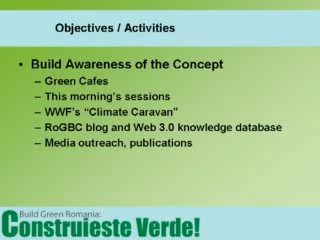 Objectives / Activities
• Build Awareness of the Concept
– Green Cafes
– This morning's sessions
– WWF's “Climate Caravan”
– RoGBC blog and Web 3.0 knowledge database
– Media outreach, publications
Build Green Romania:
Construieste Verde!